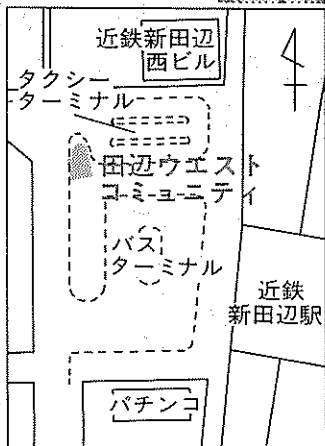 近鉄新田辺
西ビル
タクシー
ターミナル
田辺ウエスト
コミューニティ
バス
ターミナル
近鉄
新田辺駅
パチンコ